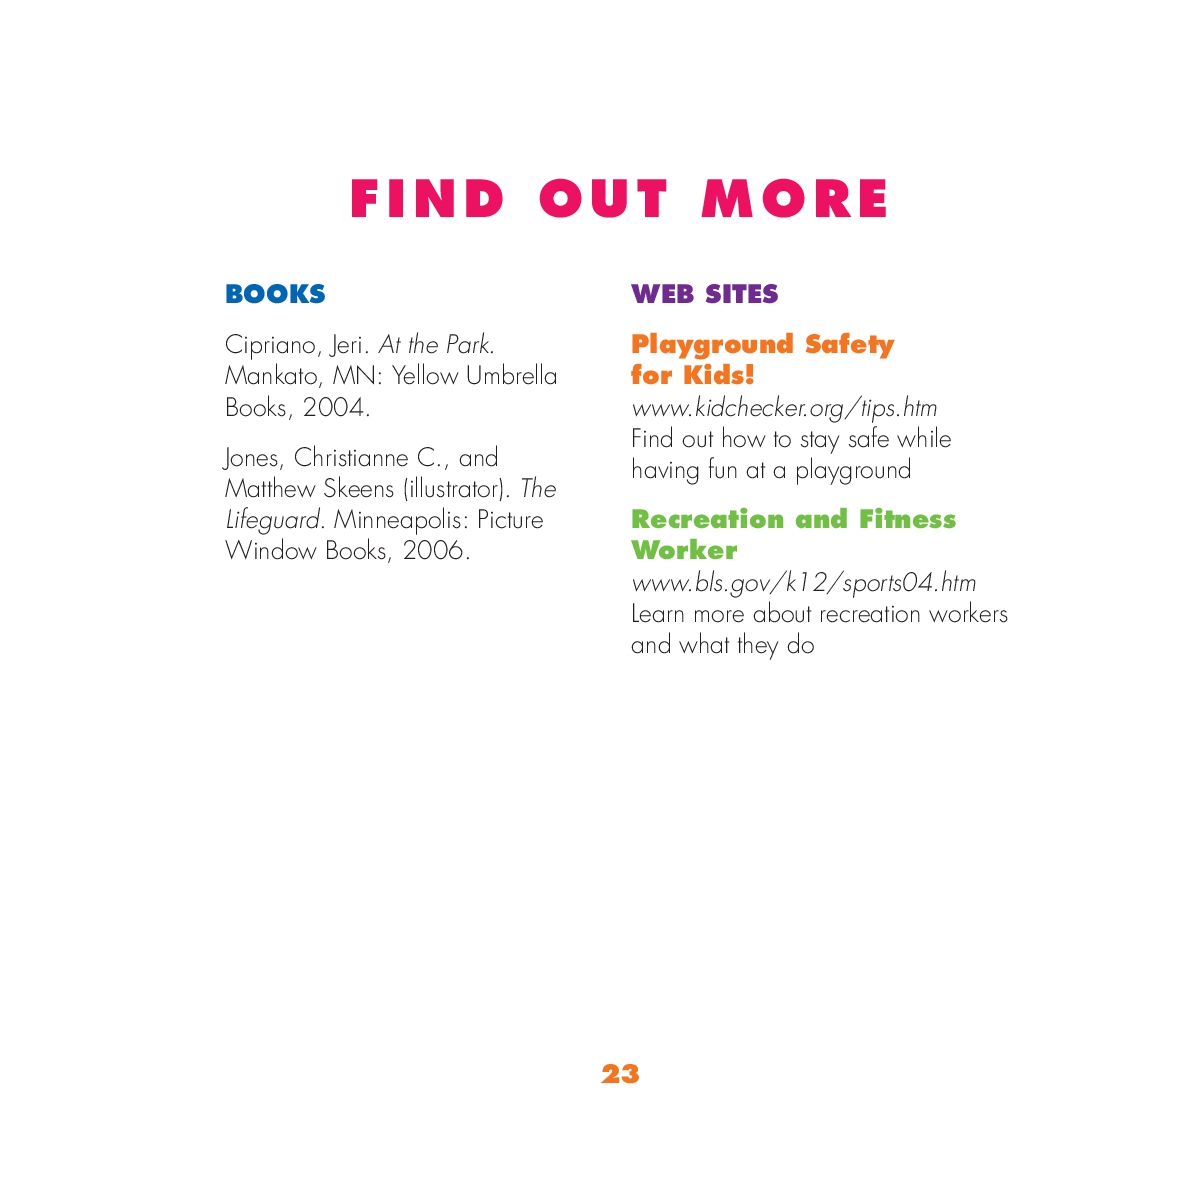 FIND OUT MORE
BOOKS
Cipriano, Jeri. At the Park.
Mankato, MN: Yellow Umbrella
Books, 2004.
Jones, Christianne C., and
Matthew Skeens (illustrator). The
Lifeguard. Minneapolis: Picture
Window Books, 2006.
WEB SITES
Playground Safety
for Kids!
www.kidchecker.org/tips.htm
Find out how to stay safe while
having fun at a playground
Recreation and Fitness
Worker
www.bls.gov/k12/sports04.htm
Learn more about recreation workers
and what they do
23